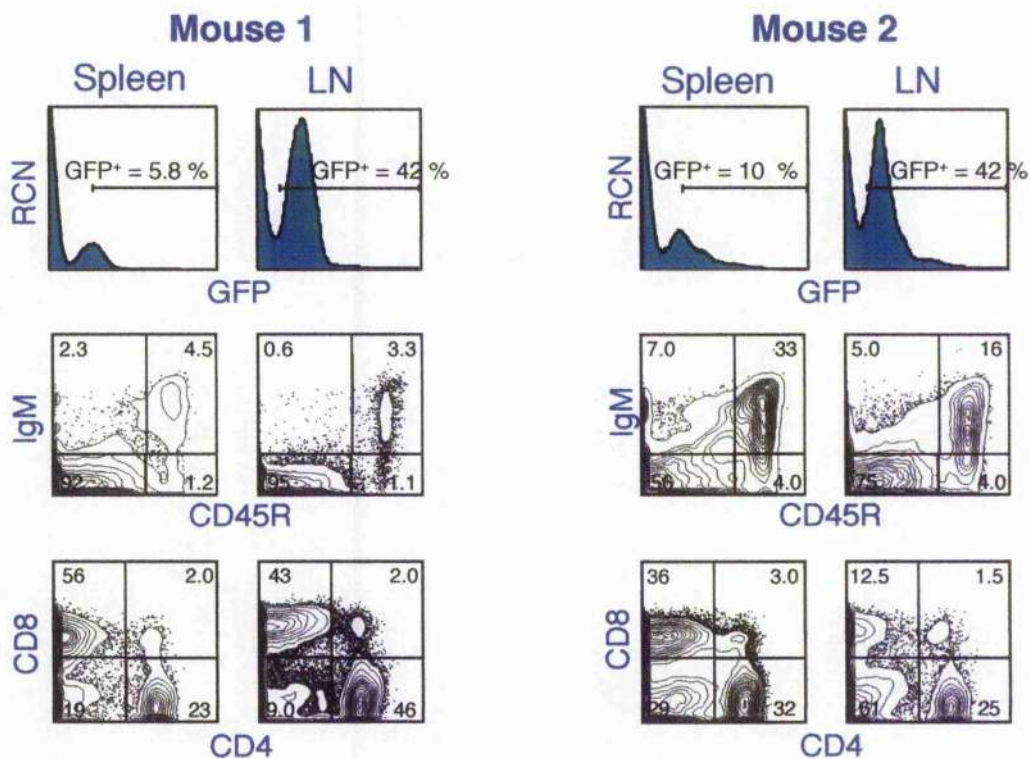 Mouse 1
Mouse 2
Spleen
LN
Spleen
LN
RCN
GFP⁺ = 5.8 %
GFP⁺ = 42 %
RCN
GFP⁺ = 10 %
GFP⁺ = 42 %
GFP
GFP
IgM
2.3
4.5
92
1.2
0.6
3.3
95
1.1
IgM
7.0
33
56
4.0
5.0
16
75
4.0
CD45R
CD45R
CD8
56
2.0
19
23
43
2.0
9.0
46
CD8
36
3.0
29
32
12.5
1.5
61
25
CD4
CD4